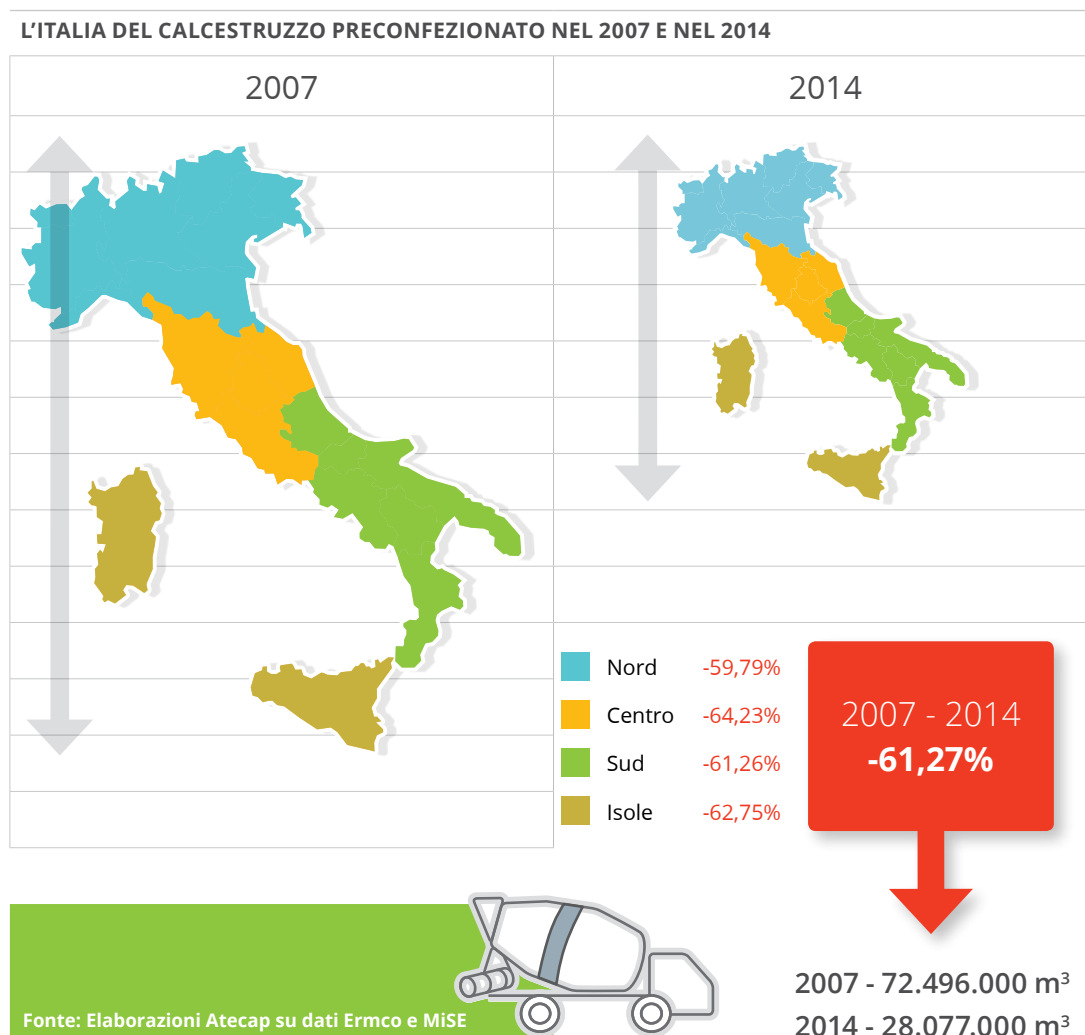 L'ITALIA DEL CALCESTRUZZO PRECONFEZIONATO NEL 2007 E NEL 2014
2007
2014
Nord -59,79%
Centro -64,23%
Sud -61,26%
Isole -62,75%
2007 - 2014
-61,27%
2007 - 72.496.000 m³
2014 - 28.077.000 m³
Fonte: Elaborazioni Atecap su dati Ermco e MiSE